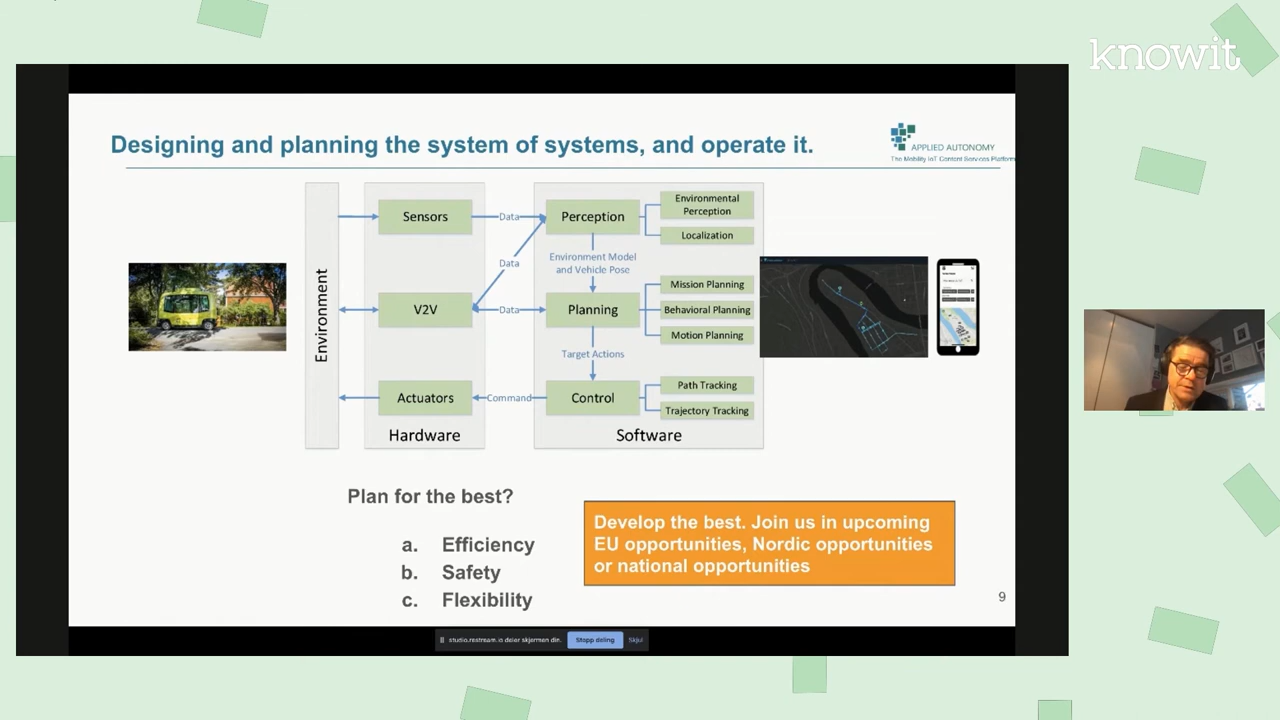 knowit
Designing and planning the system of systems, and operate it.
APPLIED AUTONOMY
The Mobility IoT Content Services Platform
Environment
Sensors
Data
Perception
Environmental
Perception
Localization
Data
Environment Model
and Vehicle Pose
V2V
Data
Planning
Mission Planning
Behavioral Planning
Motion Planning
Target Actions
Actuators
Command
Control
Path Tracking
Trajectory Tracking
Hardware
Software
Plan for the best?
a. Efficiency
b. Safety
c. Flexibility
Develop the best. Join us in upcoming
EU opportunities, Nordic opportunities
or national opportunities
9
studio.restream.io deler skjermen din.
Stopp deling
Skjul